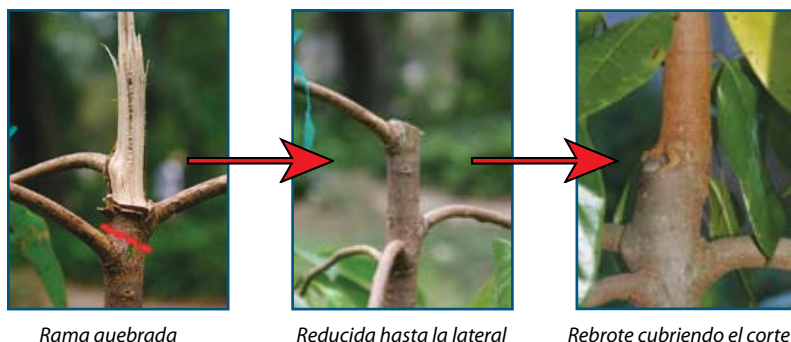 Rama quebrada
Reducida hasta la lateral
Rebrote cubriendo el corte